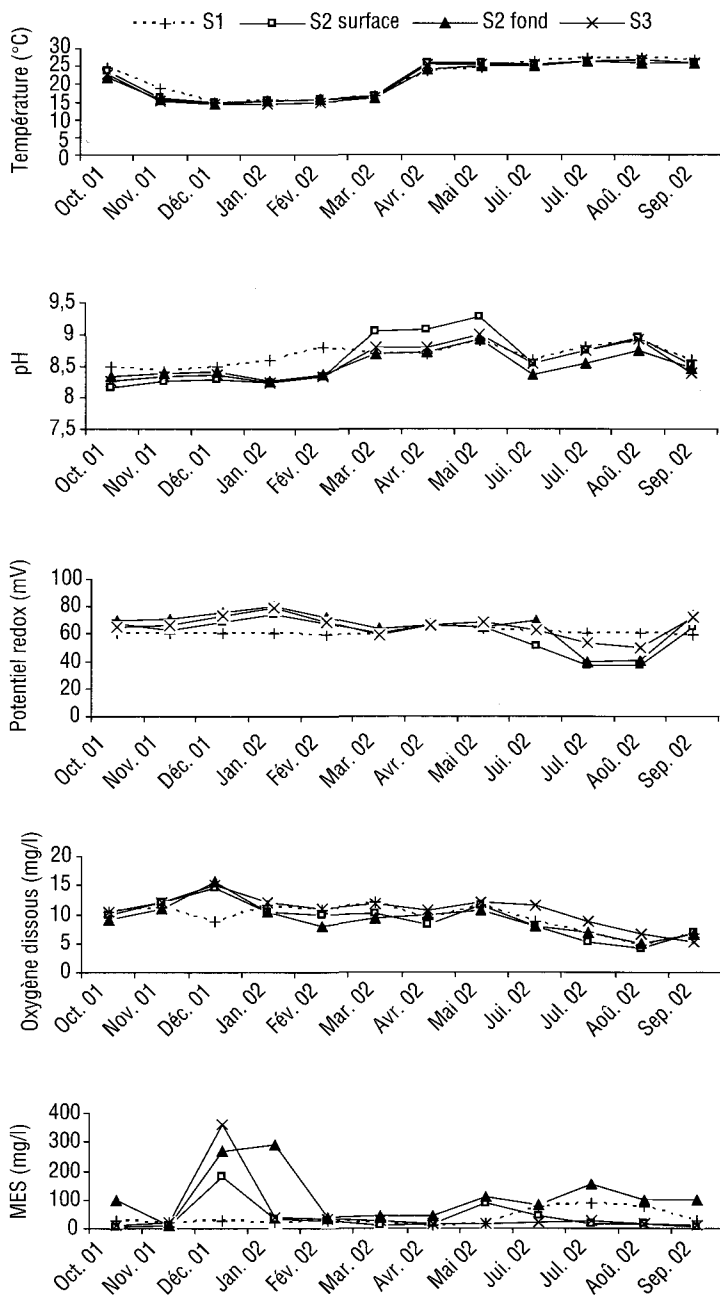 S1 S2 surface S2 fond S3
Température (°C)
30
25
20
15
10
5
0
Oct. 01 Nov. 01 Déc. 01 Jan. 02 Fév. 02 Mar. 02 Avr. 02 Mai 02 Jui. 02 Jul. 02 Aoû. 02 Sep. 02
pH
9,5
9
8,5
8
7,5
Oct. 01 Nov. 01 Déc. 01 Jan. 02 Fév. 02 Mar. 02 Avr. 02 Mai 02 Jui. 02 Jul. 02 Aoû. 02 Sep. 02
Potentiel redox (mV)
100
80
60
40
20
0
Oct. 01 Nov. 01 Déc. 01 Jan. 02 Fév. 02 Mar. 02 Avr. 02 Mai 02 Jui. 02 Jul. 02 Aoû. 02 Sep. 02
Oxygène dissous (mg/l)
20
15
10
5
0
Oct. 01 Nov. 01 Déc. 01 Jan. 02 Fév. 02 Mar. 02 Avr. 02 Mai 02 Jui. 02 Jul. 02 Aoû. 02 Sep. 02
MES (mg/l)
400
300
200
100
0
Oct. 01 Nov. 01 Déc. 01 Jan. 02 Fév. 02 Mar. 02 Avr. 02 Mai 02 Jui. 02 Jul. 02 Aoû. 02 Sep. 02